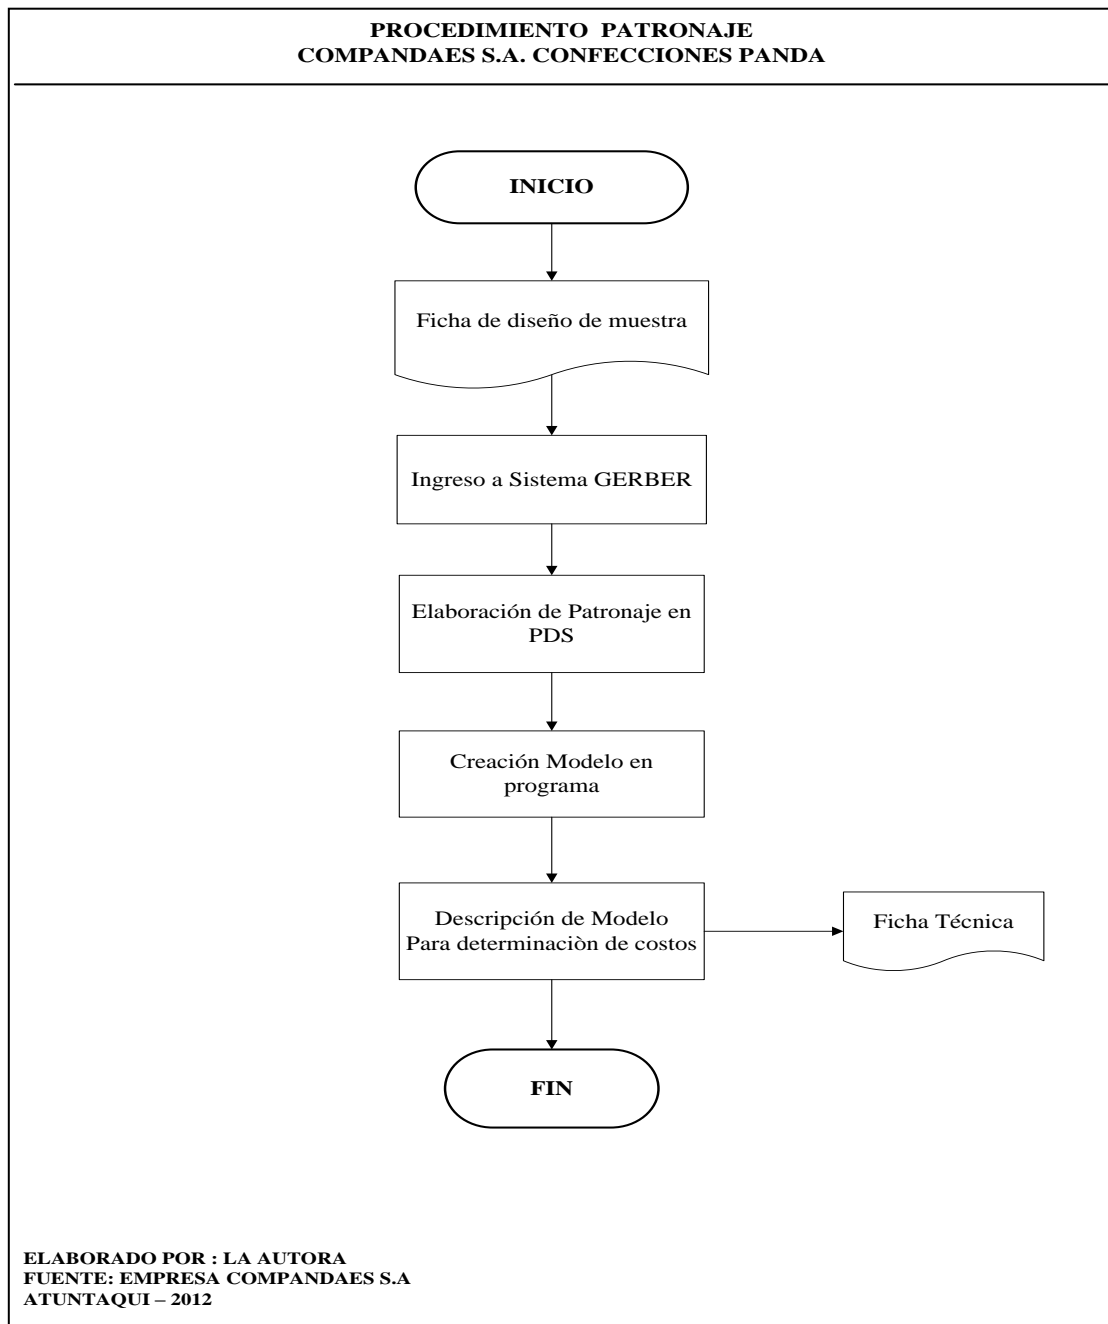 PROCEDIMIENTO PATRONAJE
COMPANDAES S.A. CONFECCIONES PANDA
INICIO
Ficha de diseño de muestra
Ingreso a Sistema GERBER
Elaboración de Patronaje en
PDS
Creación Modelo en
programa
Descripción de Modelo
Para determinaciòn de costos
Ficha Técnica
FIN
ELABORADO POR : LA AUTORA
FUENTE: EMPRESA COMPANDAES S.A
ATUNTAQUI – 2012